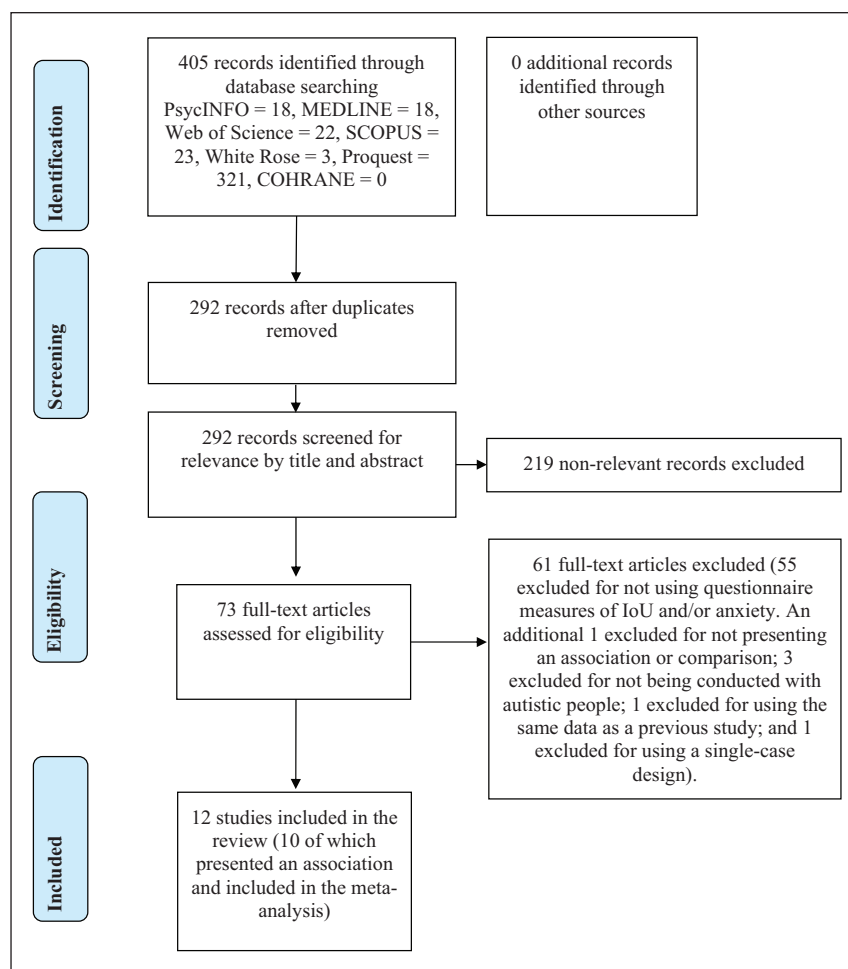 Identification
405 records identified through
database searching
PsycINFO = 18, MEDLINE = 18,
Web of Science = 22, SCOPUS =
23, White Rose = 3, Proquest =
321, COHRANE = 0
0 additional records
identified through
other sources
Screening
292 records after duplicates
removed
292 records screened for
relevance by title and abstract
219 non-relevant records excluded
Eligibility
73 full-text articles
assessed for eligibility
61 full-text articles excluded (55
excluded for not using questionnaire
measures of IoU and/or anxiety. An
additional 1 excluded for not presenting
an association or comparison; 3
excluded for not being conducted with
autistic people; 1 excluded for using the
same data as a previous study; and 1
excluded for using a single-case
design).
Included
12 studies included in the
review (10 of which
presented an association
and included in the meta-
analysis)